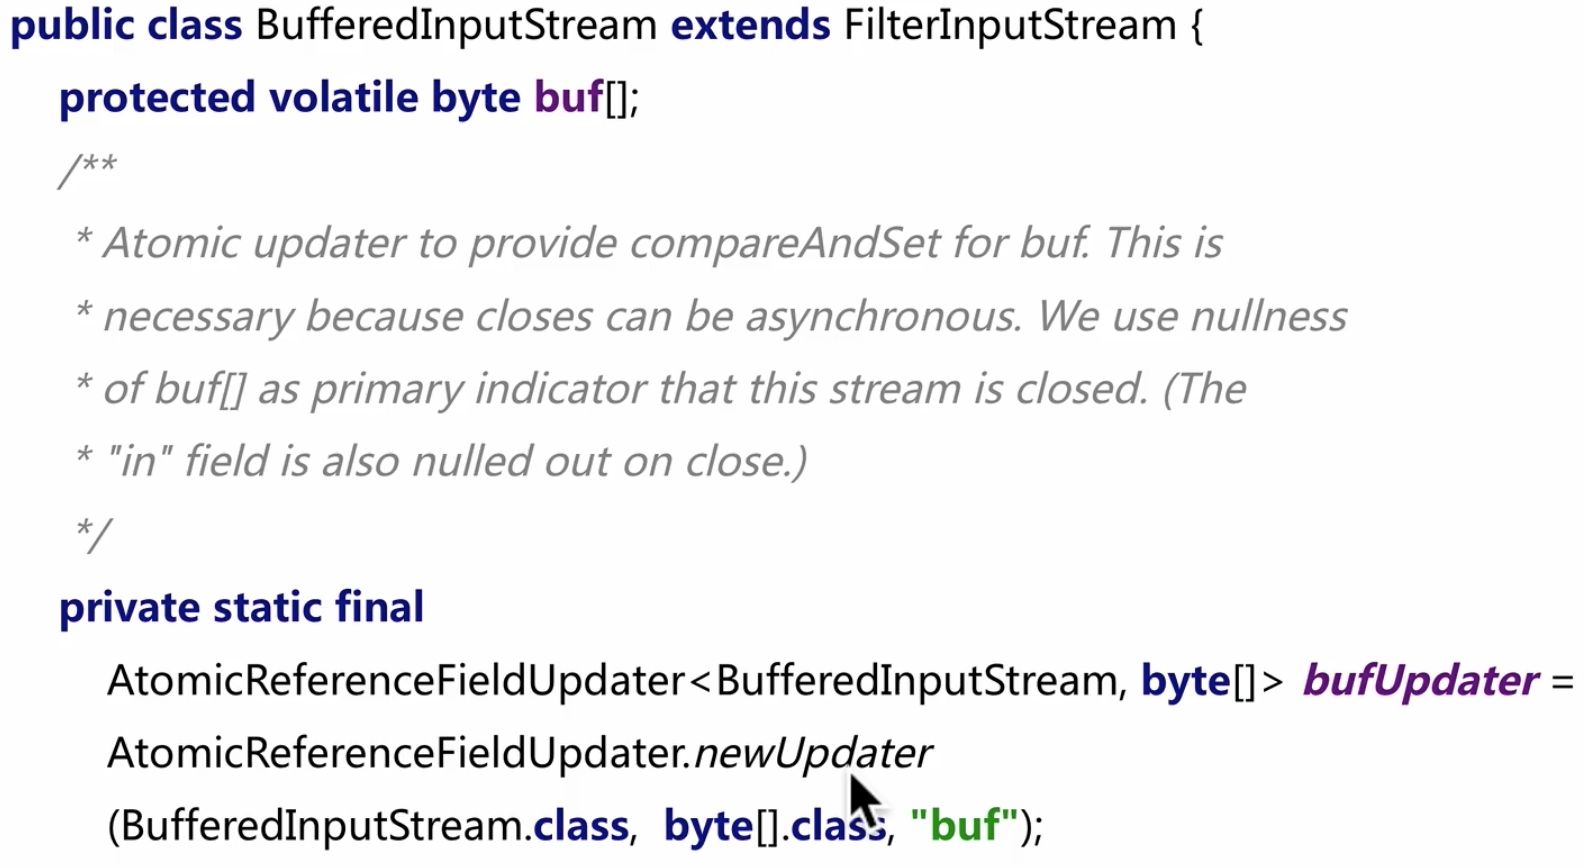 public class BufferedInputStream extends FilterInputStream {
protected volatile byte buf[];
/**
* Atomic updater to provide compareAndSet for buf. This is
* necessary because closes can be asynchronous. We use nullness
* of buf[] as primary indicator that this stream is closed. (The
* "in" field is also nulled out on close.)
*/
private static final
AtomicReferenceFieldUpdater<BufferedInputStream, byte[]> bufUpdater =
AtomicReferenceFieldUpdater.newUpdater
(BufferedInputStream.class, byte[].class, "buf");